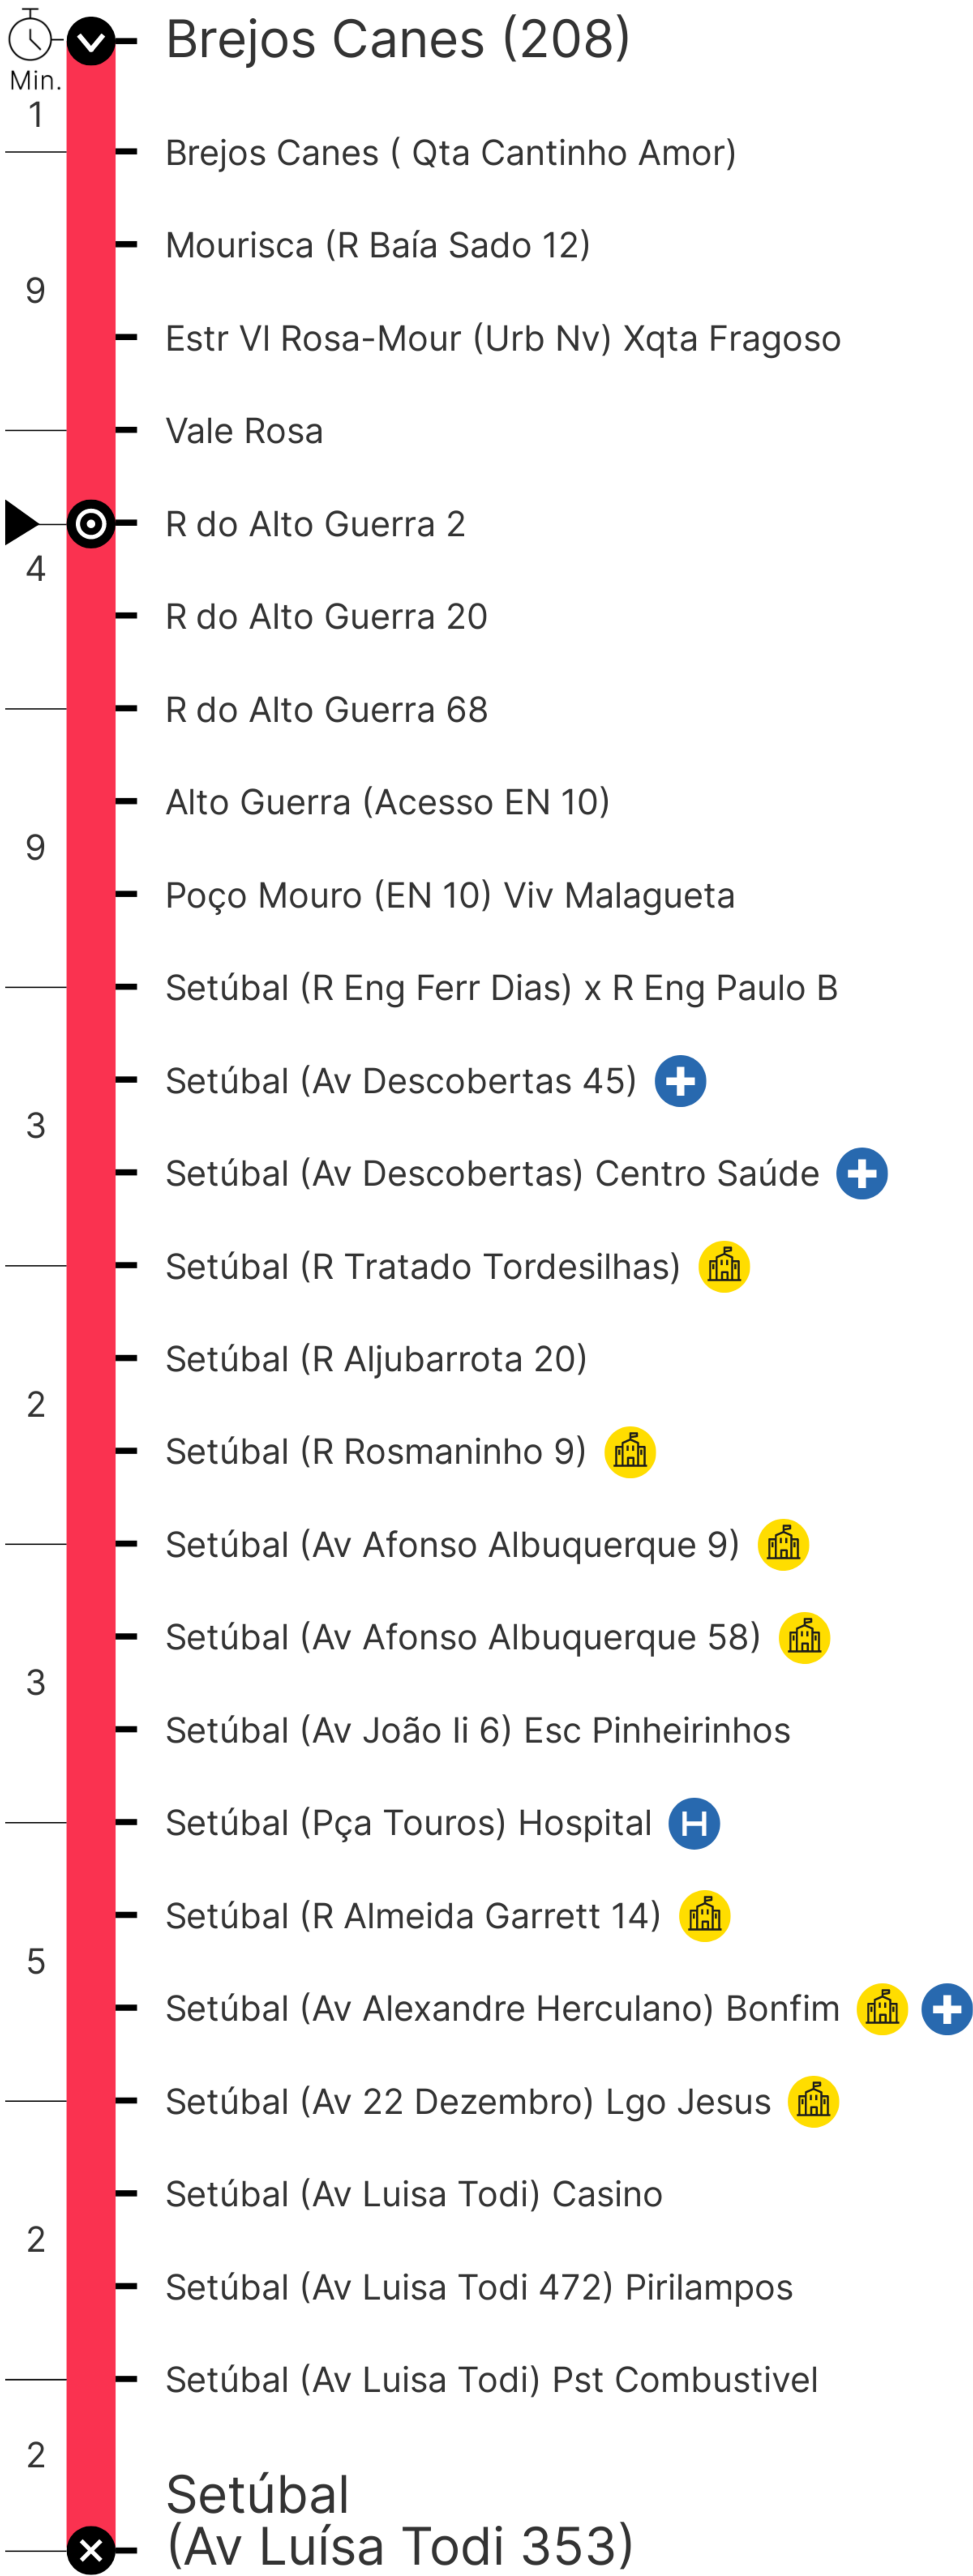 Brejos Canes (208)
Min.
1
Brejos Canes ( Qta Cantinho Amor)
Mourisca (R Baía Sado 12)
9
Estr Vl Rosa-Mour (Urb Nv) Xqta Fragoso
Vale Rosa
R do Alto Guerra 2
4
R do Alto Guerra 20
R do Alto Guerra 68
Alto Guerra (Acesso EN 10)
9
Poço Mouro (EN 10) Viv Malagueta
Setúbal (R Eng Ferr Dias) x R Eng Paulo B
Setúbal (Av Descobertas 45)
3
Setúbal (Av Descobertas) Centro Saúde
Setúbal (R Tratado Tordesilhas)
Setúbal (R Aljubarrota 20)
2
Setúbal (R Rosmaninho 9)
Setúbal (Av Afonso Albuquerque 9)
Setúbal (Av Afonso Albuquerque 58)
3
Setúbal (Av João Ii 6) Esc Pinheirinhos
Setúbal (Pça Touros) Hospital H
Setúbal (R Almeida Garrett 14)
5
Setúbal (Av Alexandre Herculano) Bonfim
Setúbal (Av 22 Dezembro) Lgo Jesus
Setúbal (Av Luisa Todi) Casino
2
Setúbal (Av Luisa Todi 472) Pirilampos
Setúbal (Av Luisa Todi) Pst Combustivel
2
Setúbal
(Av Luísa Todi 353)